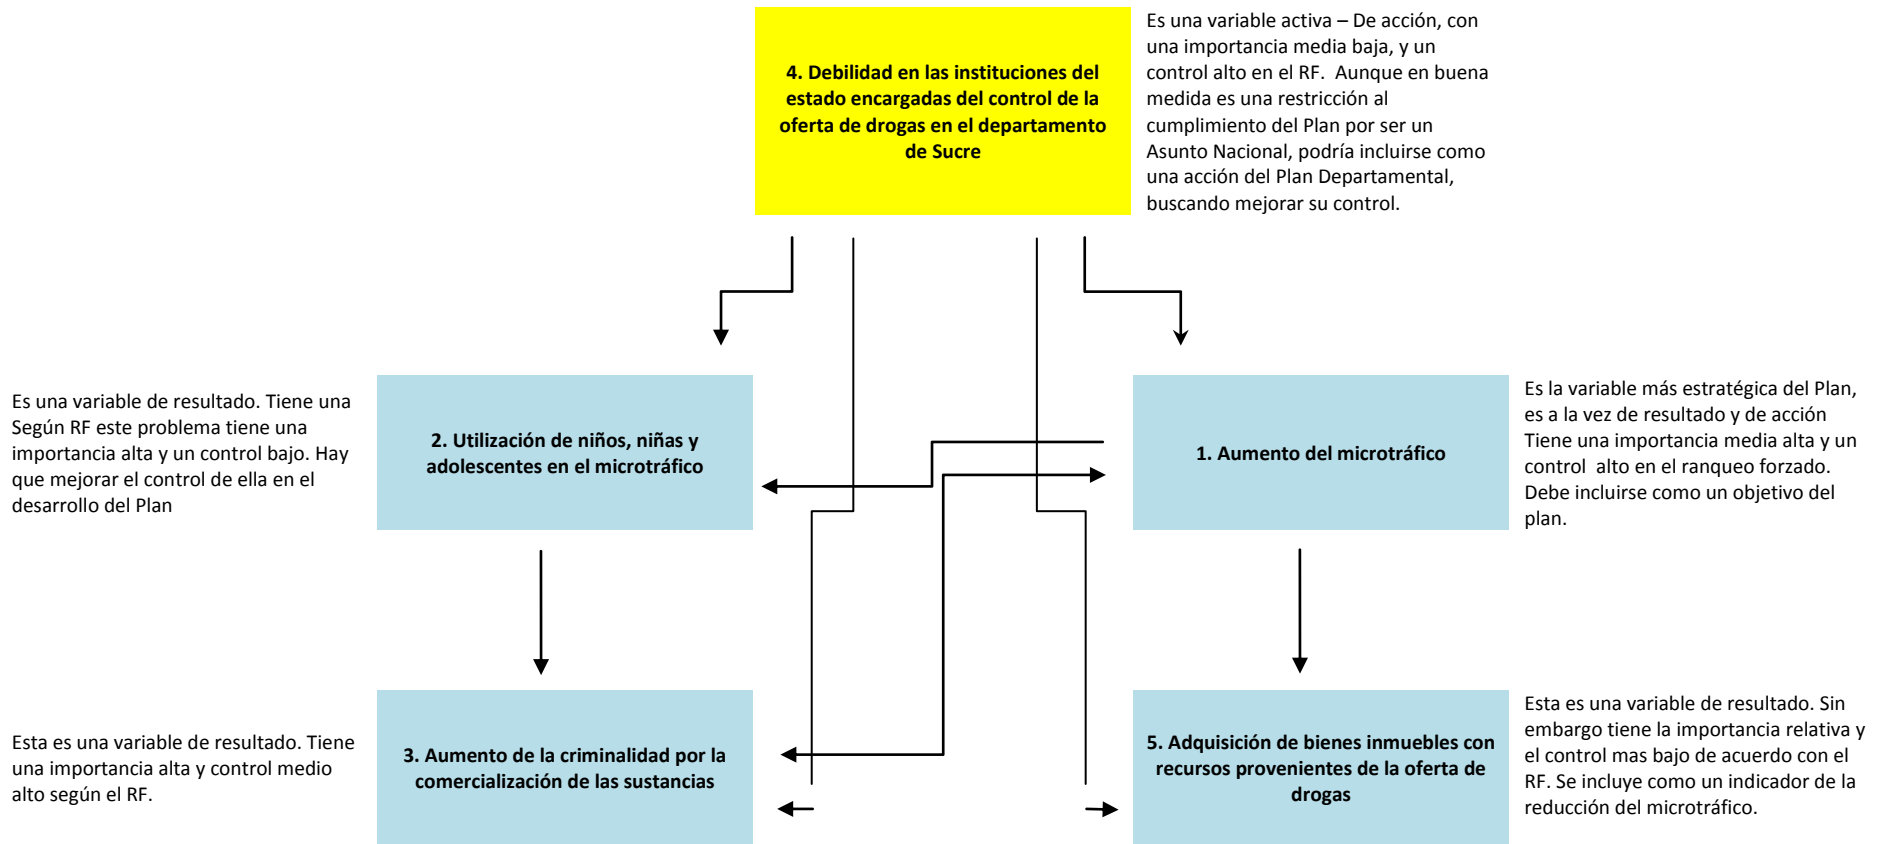 4. Debilidad en las instituciones del
estado encargadas del control de la
oferta de drogas en el departamento
de Sucre
Es una variable activa – De acción, con
una importancia media baja, y un
control alto en el RF.  Aunque en buena
medida es una restricción al
cumplimiento del Plan por ser un
Asunto Nacional, podría incluirse como
una acción del Plan Departamental,
buscando mejorar su control.
Es una variable de resultado. Tiene una
Según RF este problema tiene una
importancia alta y un control bajo. Hay
que mejorar el control de ella en el
desarrollo del Plan
2. Utilización de niños, niñas y
adolescentes en el microtráfico
1. Aumento del microtráfico
Es la variable más estratégica del Plan,
es a la vez de resultado y de acción
Tiene una importancia media alta y un
control  alto en el ranqueo forzado.
Debe incluirse como un objetivo del
plan.
Esta es una variable de resultado. Tiene
una importancia alta y control medio
alto según el RF.
3. Aumento de la criminalidad por la
comercialización de las sustancias
5. Adquisición de bienes inmuebles con
recursos provenientes de la oferta de
drogas
Esta es una variable de resultado. Sin
embargo tiene la importancia relativa y
el control mas bajo de acuerdo con el
RF. Se incluye como un indicador de la
reducción del microtráfico.